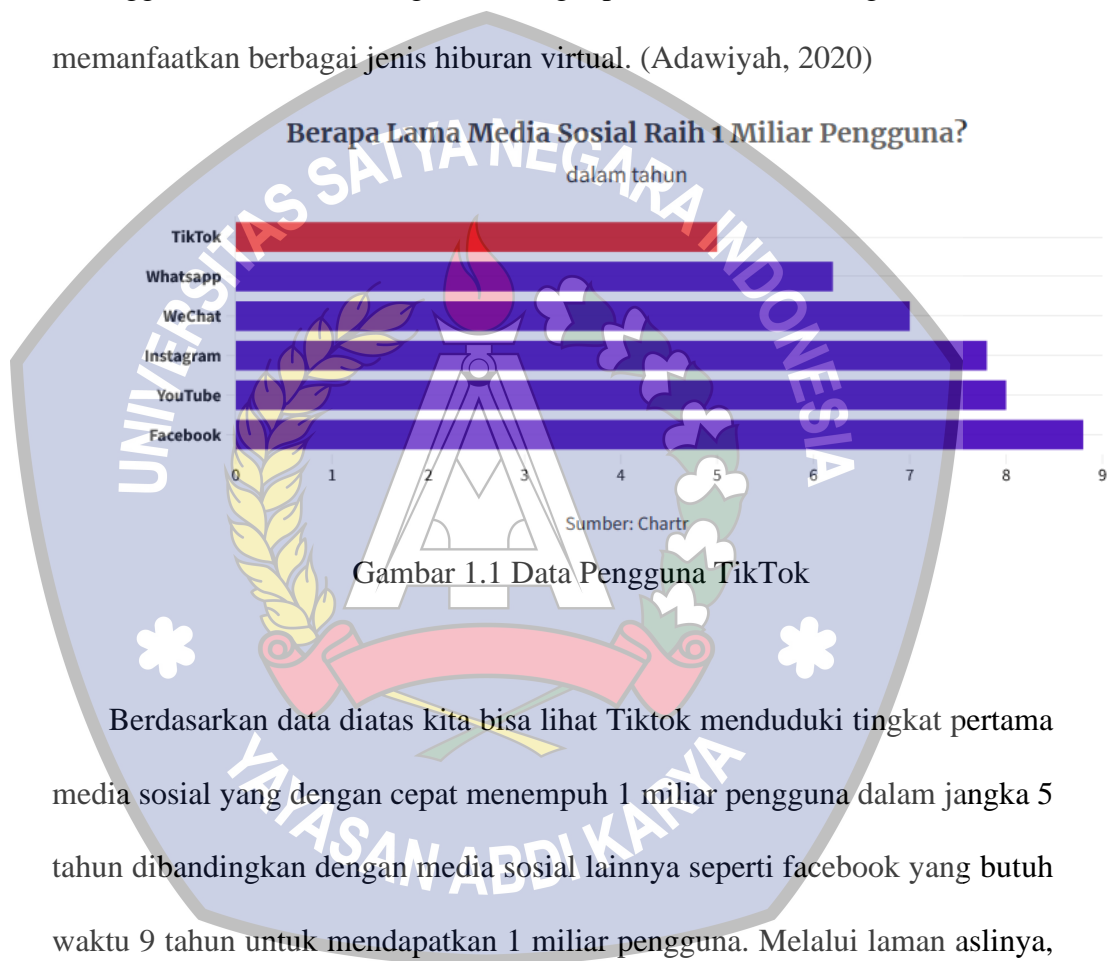 memanfaatkan berbagai jenis hiburan virtual. (Adawiyah, 2020)
Berapa Lama Media Sosial Raih 1 Miliar Pengguna?
dalam tahun
TikTok
Whatsapp
WeChat
Instagram
YouTube
Facebook
0 1 2 3 4 5 6 7 8 9
Sumber: Chartr
Gambar 1.1 Data Pengguna TikTok
Berdasarkan data diatas kita bisa lihat Tiktok menduduki tingkat pertama
media sosial yang dengan cepat menempuh 1 miliar pengguna dalam jangka 5
tahun dibandingkan dengan media sosial lainnya seperti facebook yang butuh
waktu 9 tahun untuk mendapatkan 1 miliar pengguna. Melalui laman aslinya,
UNIVERSITAS SATYA NEGARA INDONESIA
YAYASAN ABDI KARYA